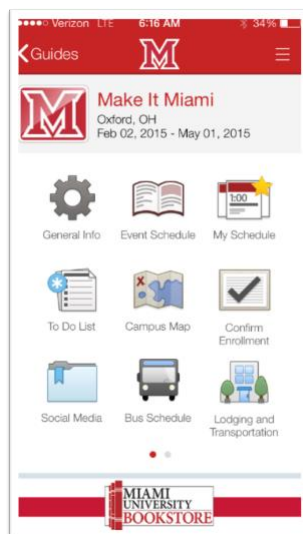 Verizon LTE 6:16 AM 34%
Guides
M
M
Make It Miami
Oxford, OH
Feb 02, 2015 - May 01, 2015
1:00
General Info
Event Schedule
My Schedule
To Do List
Campus Map
Confirm
Enrollment
Social Media
Bus Schedule
Lodging and
Transportation
MIAMI
UNIVERSITY
BOOKSTORE